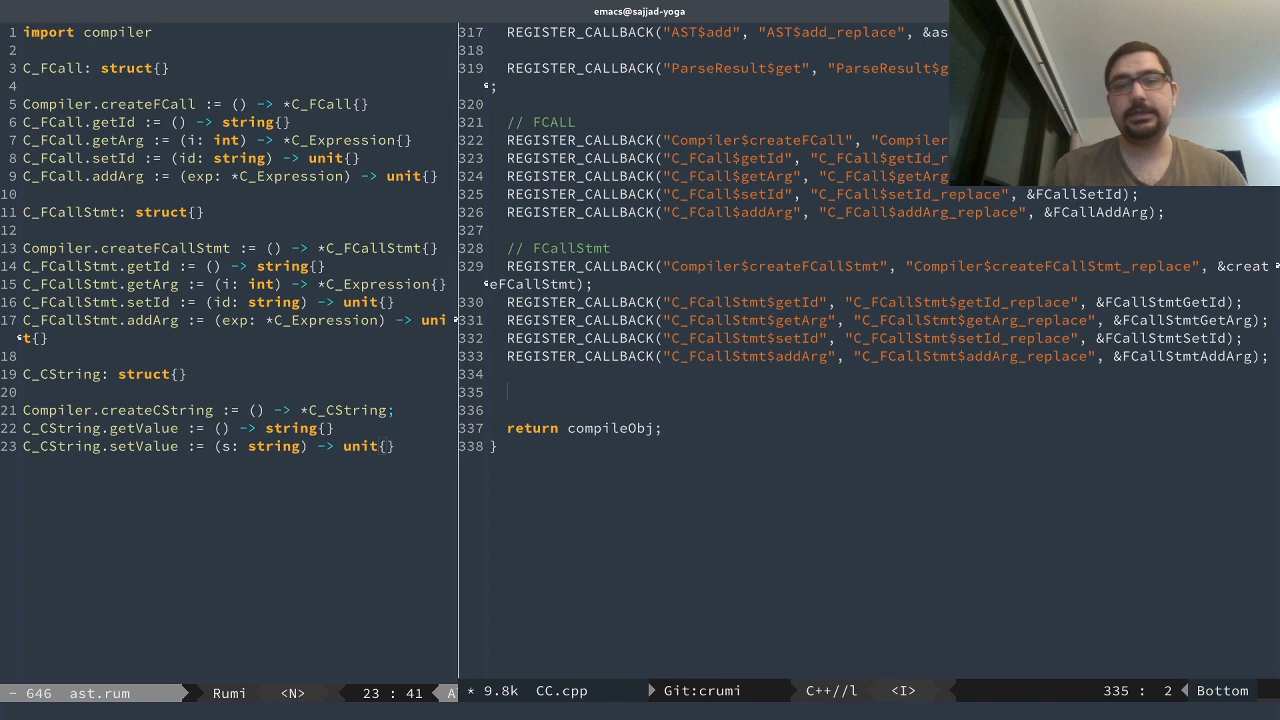 emacs@sajjad-yoga
1 import compiler
2
3 C_FCall: struct{}
4
5 Compiler.createFCall := () -> *C_FCall{}
6 C_FCall.getId := () -> string{}
7 C_FCall.getArg := (i: int) -> *C_Expression{}
8 C_FCall.setId := (id: string) -> unit{}
9 C_FCall.addArg := (exp: *C_Expression) -> unit{}
10
11 C_FCallStmt: struct{}
12
13 Compiler.createFCallStmt := () -> *C_FCallStmt{}
14 C_FCallStmt.getId := () -> string{}
15 C_FCallStmt.getArg := (i: int) -> *C_Expression{}
16 C_FCallStmt.setId := (id: string) -> unit{}
17 C_FCallStmt.addArg := (exp: *C_Expression) -> uni
t{}
18
19 C_CString: struct{}
20
21 Compiler.createCString := () -> *C_CString;
22 C_CString.getValue := () -> string{}
23 C_CString.setValue := (s: string) -> unit{}
- 646 ast.rum Rumi <N> 23 : 41 A
317 REGISTER_CALLBACK("AST$add", "AST$add_replace", &as
318
319 REGISTER_CALLBACK("ParseResult$get", "ParseResult$g
;
320
321 // FCALL
322 REGISTER_CALLBACK("Compiler$createFCall", "Compiler
323 REGISTER_CALLBACK("C_FCall$getId", "C_FCall$getId_r
324 REGISTER_CALLBACK("C_FCall$getArg", "C_FCall$getArg
325 REGISTER_CALLBACK("C_FCall$setId", "C_FCall$setId_replace", &FCallSetId);
326 REGISTER_CALLBACK("C_FCall$addArg", "C_FCall$addArg_replace", &FCallAddArg);
327
328 // FCallStmt
329 REGISTER_CALLBACK("Compiler$createFCallStmt", "Compiler$createFCallStmt_replace", &creat
eFCallStmt);
330 REGISTER_CALLBACK("C_FCallStmt$getId", "C_FCallStmt$getId_replace", &FCallStmtGetId);
331 REGISTER_CALLBACK("C_FCallStmt$getArg", "C_FCallStmt$getArg_replace", &FCallStmtGetArg);
332 REGISTER_CALLBACK("C_FCallStmt$setId", "C_FCallStmt$setId_replace", &FCallStmtSetId);
333 REGISTER_CALLBACK("C_FCallStmt$addArg", "C_FCallStmt$addArg_replace", &FCallStmtAddArg);
334
335
336
337 return compileObj;
338 }
* 9.8k CC.cpp Git:crumi C++//l <I> 335 : 2 Bottom